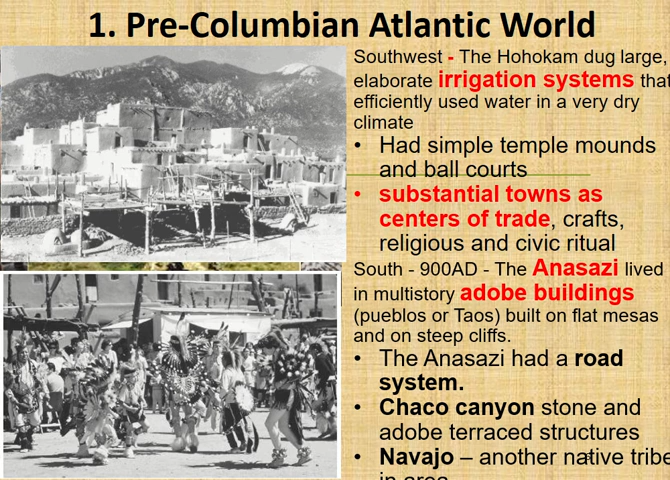 1. Pre-Columbian Atlantic World
Southwest - The Hohokam dug large,
elaborate irrigation systems that
efficiently used water in a very dry
climate
• Had simple temple mounds
and ball courts
• substantial towns as
centers of trade, crafts,
religious and civic ritual
South - 900AD - The Anasazi lived
in multistory adobe buildings
(pueblos or Taos) built on flat mesas
and on steep cliffs.
• The Anasazi had a road
system.
• Chaco canyon stone and
adobe terraced structures
• Navajo – another native tribe
in area